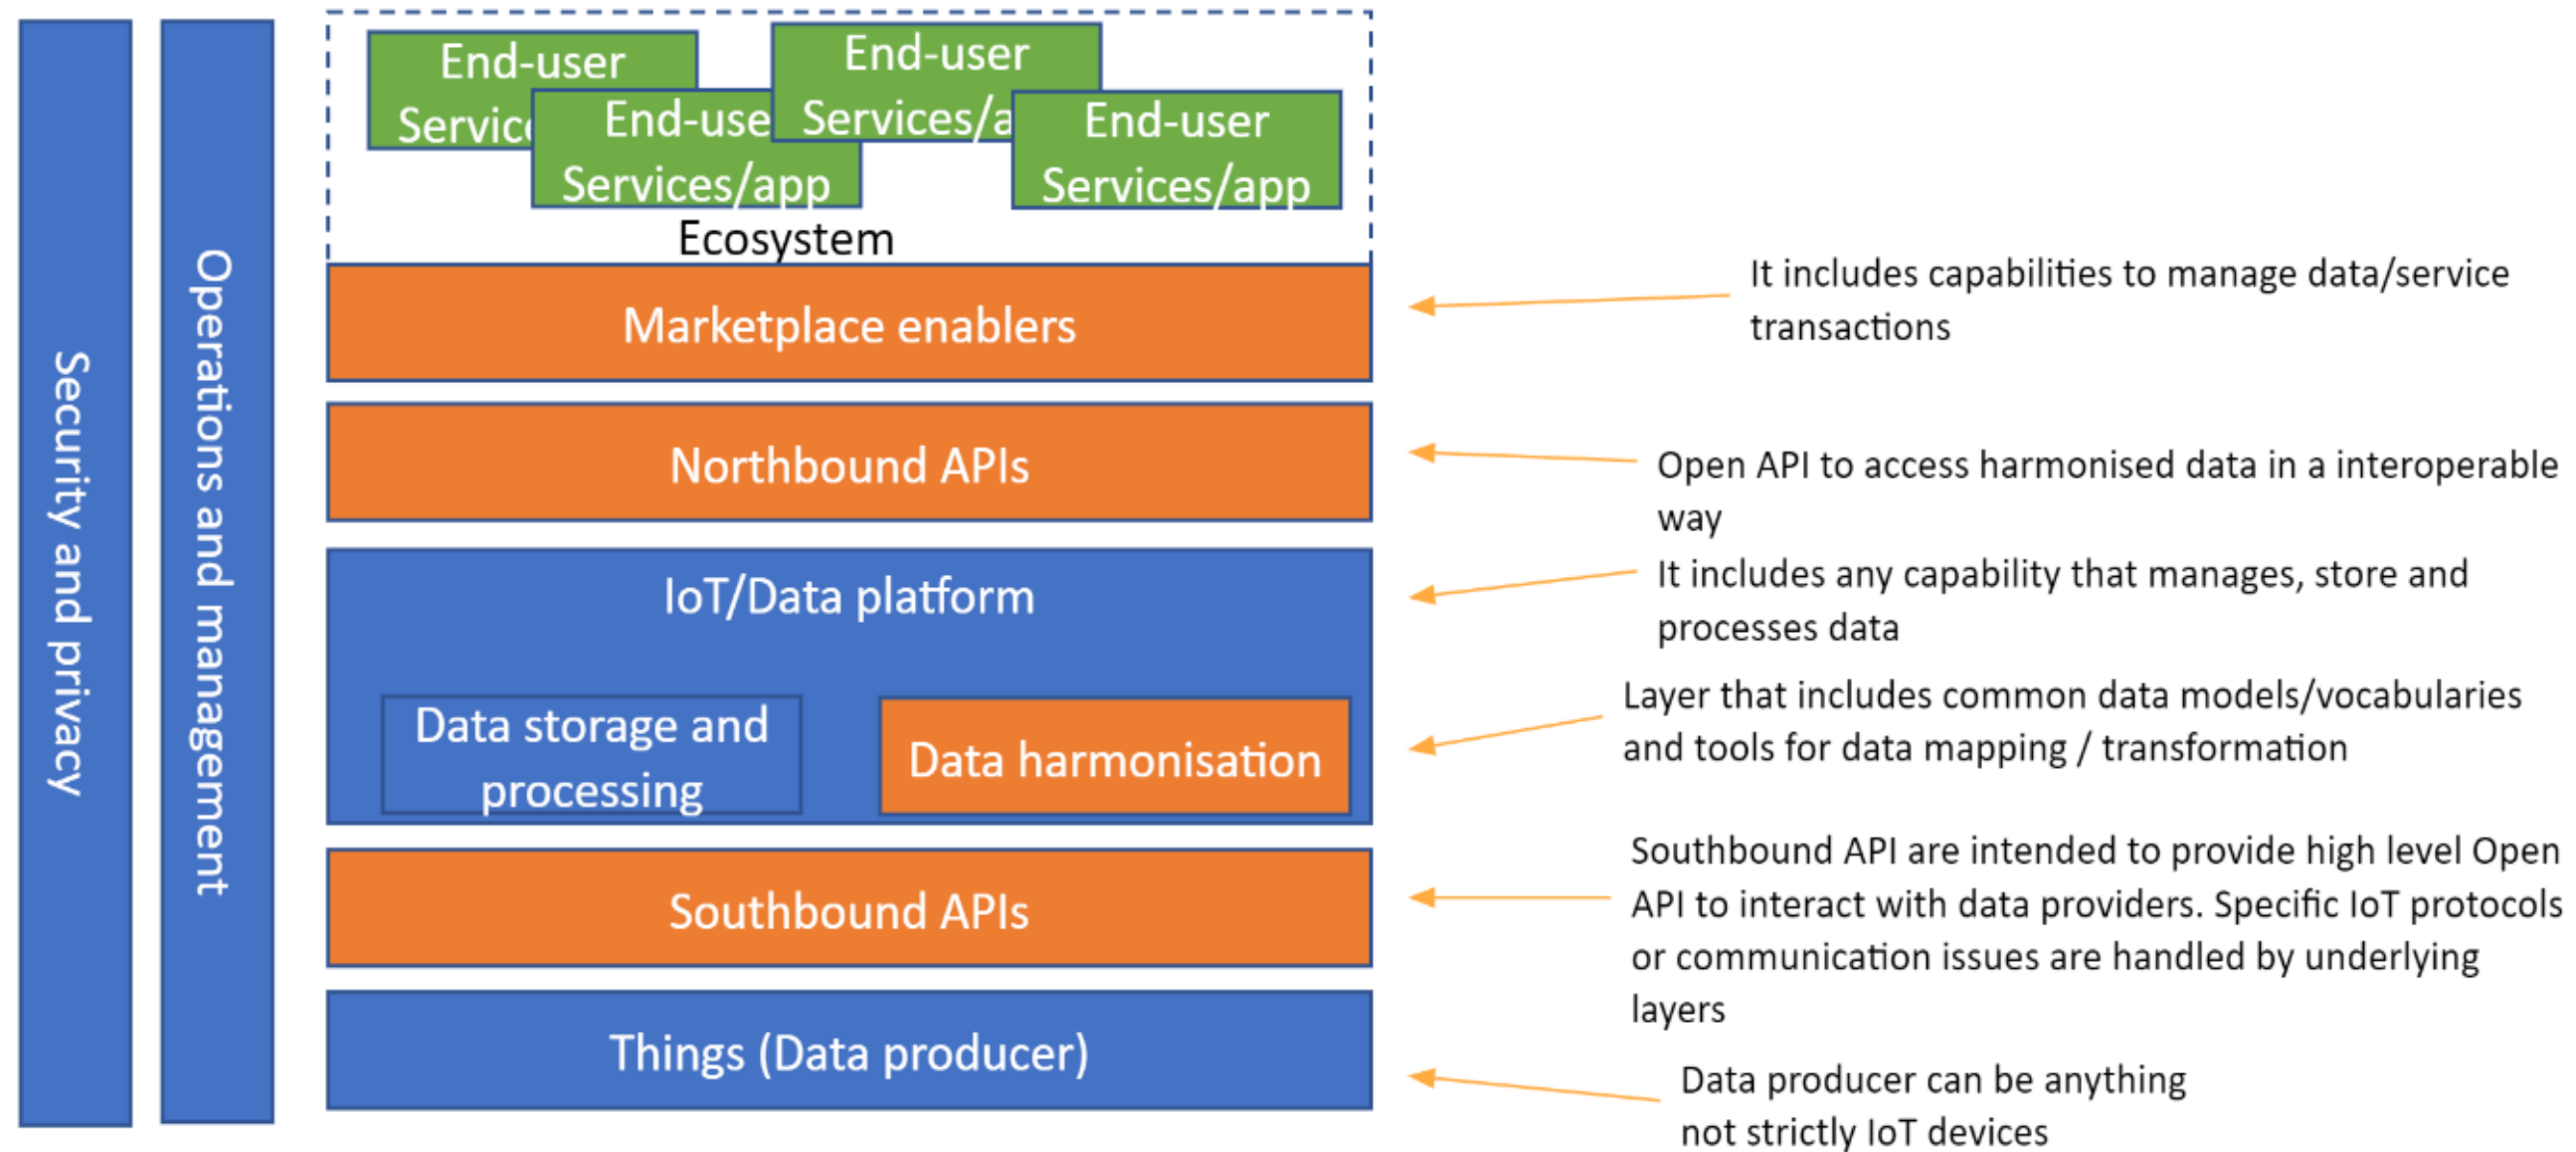 Security and privacy
Operations and management
End-user
Servic
End-use
Services/app
End-user
Services/a
End-user
Services/app
Ecosystem
Marketplace enablers
It includes capabilities to manage data/service
transactions
Northbound APIs
Open API to access harmonised data in a interoperable
way
IoT/Data platform
It includes any capability that manages, store and
processes data
Data storage and
processing
Data harmonisation
Layer that includes common data models/vocabularies
and tools for data mapping / transformation
Southbound APIs
Southbound API are intended to provide high level Open
API to interact with data providers. Specific IoT protocols
or communication issues are handled by underlying
layers
Things (Data producer)
Data producer can be anything
not strictly IoT devices